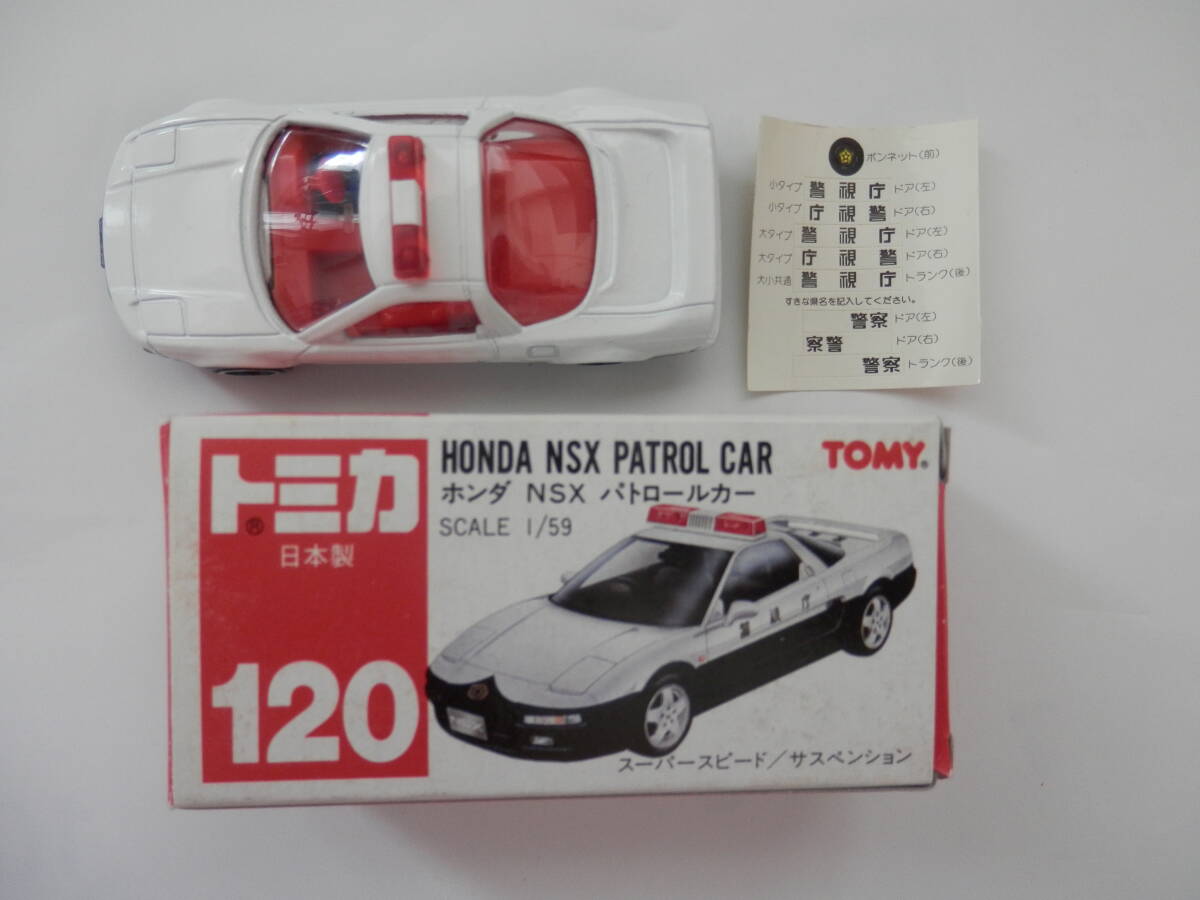 ボンネット(前)
小タイプ 警視庁 ドア(左)
小タイプ 庁視警 ドア(右)
大タイプ 警視庁 ドア(左)
大タイプ 庁視警 ドア(右)
大小共通 警視庁 トランク(後)
すきな県名を記入してください。
警察 ドア(左)
察警 ドア(右)
警察 トランク(後)
トミカ®
日本製
120
HONDA NSX PATROL CAR
ホンダ NSX パトロールカー
SCALE 1/59
TOMY®
警視庁
スーパースピード/サスペンション